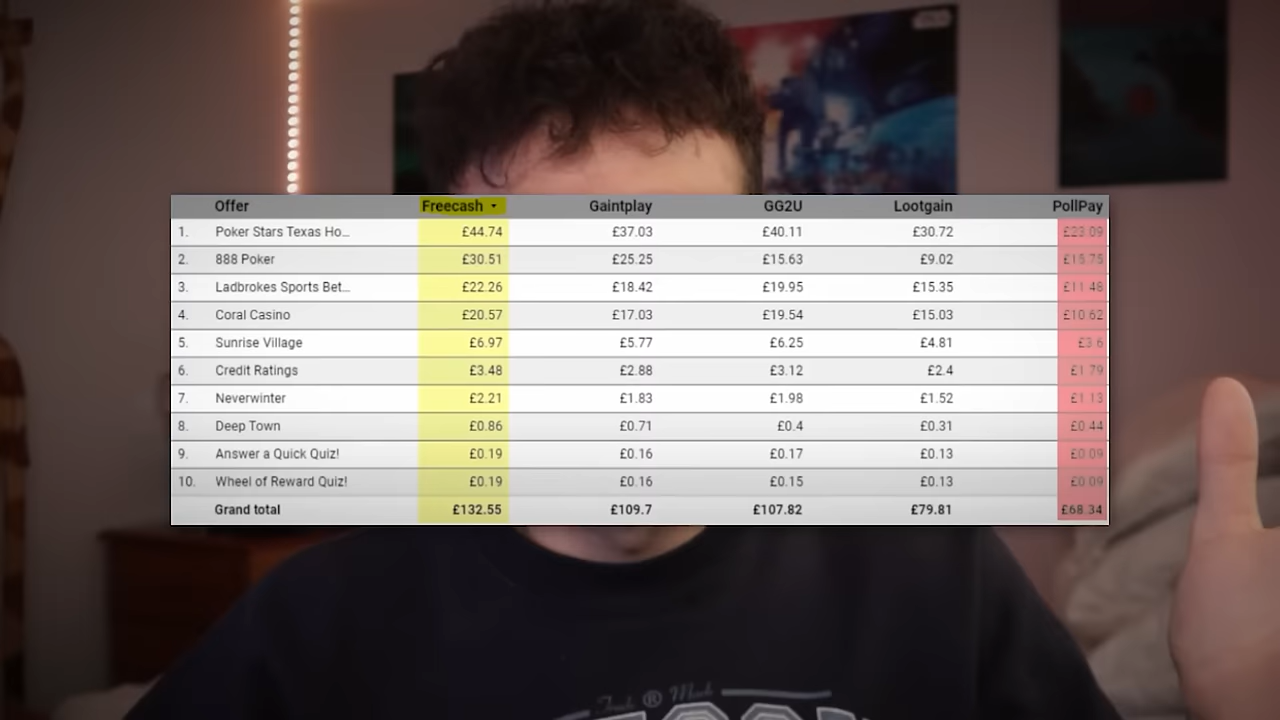 Offer Freecash Gaintplay GG2U Lootgain PollPay
1. Poker Stars Texas Ho... £44.74 £37.03 £40.11 £30.72 £23.09
2. 888 Poker £30.51 £25.25 £15.63 £9.02 £15.75
3. Ladbrokes Sports Bet... £22.26 £18.42 £19.95 £15.35 £11.48
4. Coral Casino £20.57 £17.03 £19.54 £15.03 £10.62
5. Sunrise Village £6.97 £5.77 £6.25 £4.81 £3.6
6. Credit Ratings £3.48 £2.88 £3.12 £2.4 £1.79
7. Neverwinter £2.21 £1.83 £1.98 £1.52 £1.13
8. Deep Town £0.86 £0.71 £0.4 £0.31 £0.44
9. Answer a Quick Quiz! £0.19 £0.16 £0.17 £0.13 £0.09
10. Wheel of Reward Quiz! £0.19 £0.16 £0.15 £0.13 £0.09
Grand total £132.55 £109.7 £107.82 £79.81 £68.34
Trade ® Mark